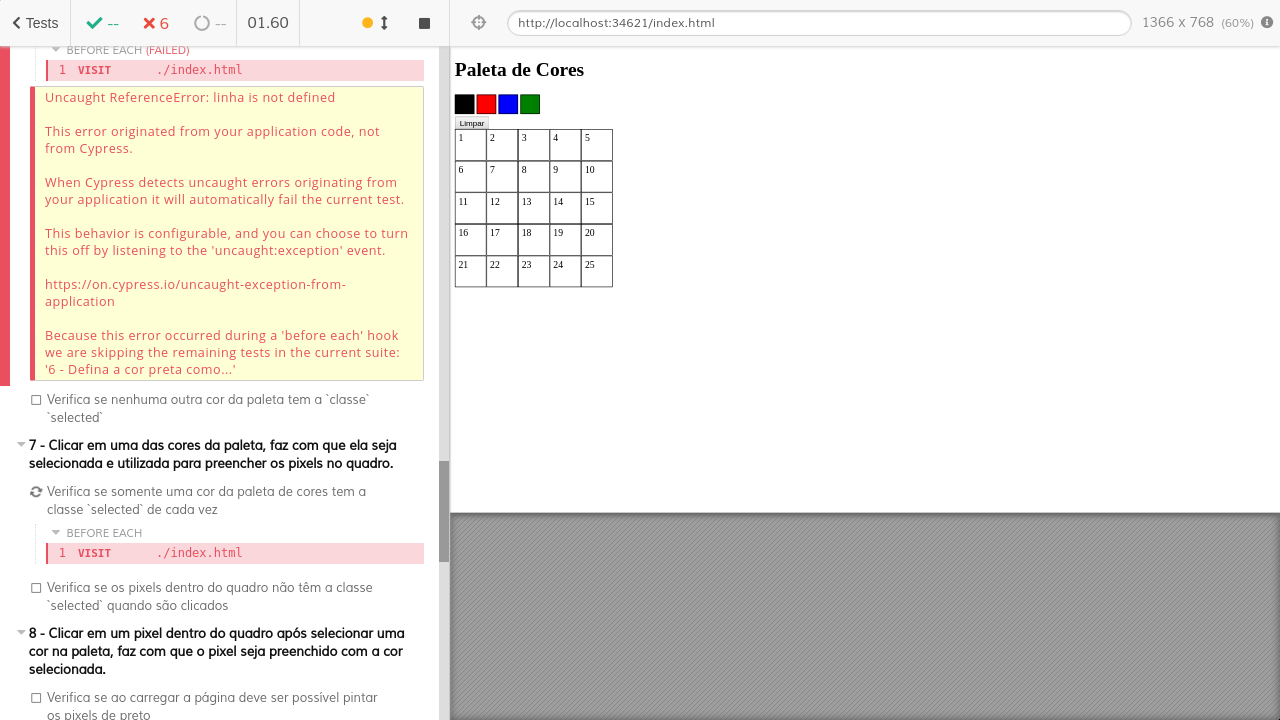 Tests
--
6
--
01.60
http://localhost:34621/index.html
1366 x 768 (60%)
BEFORE EACH (FAILED)
1 VISIT ./index.html
Uncaught ReferenceError: linha is not defined
This error originated from your application code, not
from Cypress.
When Cypress detects uncaught errors originating from
your application it will automatically fail the current test.
This behavior is configurable, and you can choose to turn
this off by listening to the 'uncaught:exception' event.
https://on.cypress.io/uncaught-exception-from-
application
Because this error occurred during a 'before each' hook
we are skipping the remaining tests in the current suite:
'6 - Defina a cor preta como...'
Verifica se nenhuma outra cor da paleta tem a `classe`
`selected`
7 - Clicar em uma das cores da paleta, faz com que ela seja
selecionada e utilizada para preencher os pixels no quadro.
Verifica se somente uma cor da paleta de cores tem a
classe `selected` de cada vez
BEFORE EACH
1 VISIT ./index.html
Verifica se os pixels dentro do quadro não têm a classe
`selected` quando são clicados
8 - Clicar em um pixel dentro do quadro após selecionar uma
cor na paleta, faz com que o pixel seja preenchido com a cor
selecionada.
Verifica se ao carregar a página deve ser possível pintar
os pixels de preto
Paleta de Cores
Limpar
1 2 3 4 5
6 7 8 9 10
11 12 13 14 15
16 17 18 19 20
21 22 23 24 25